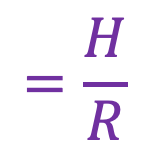 = H/R